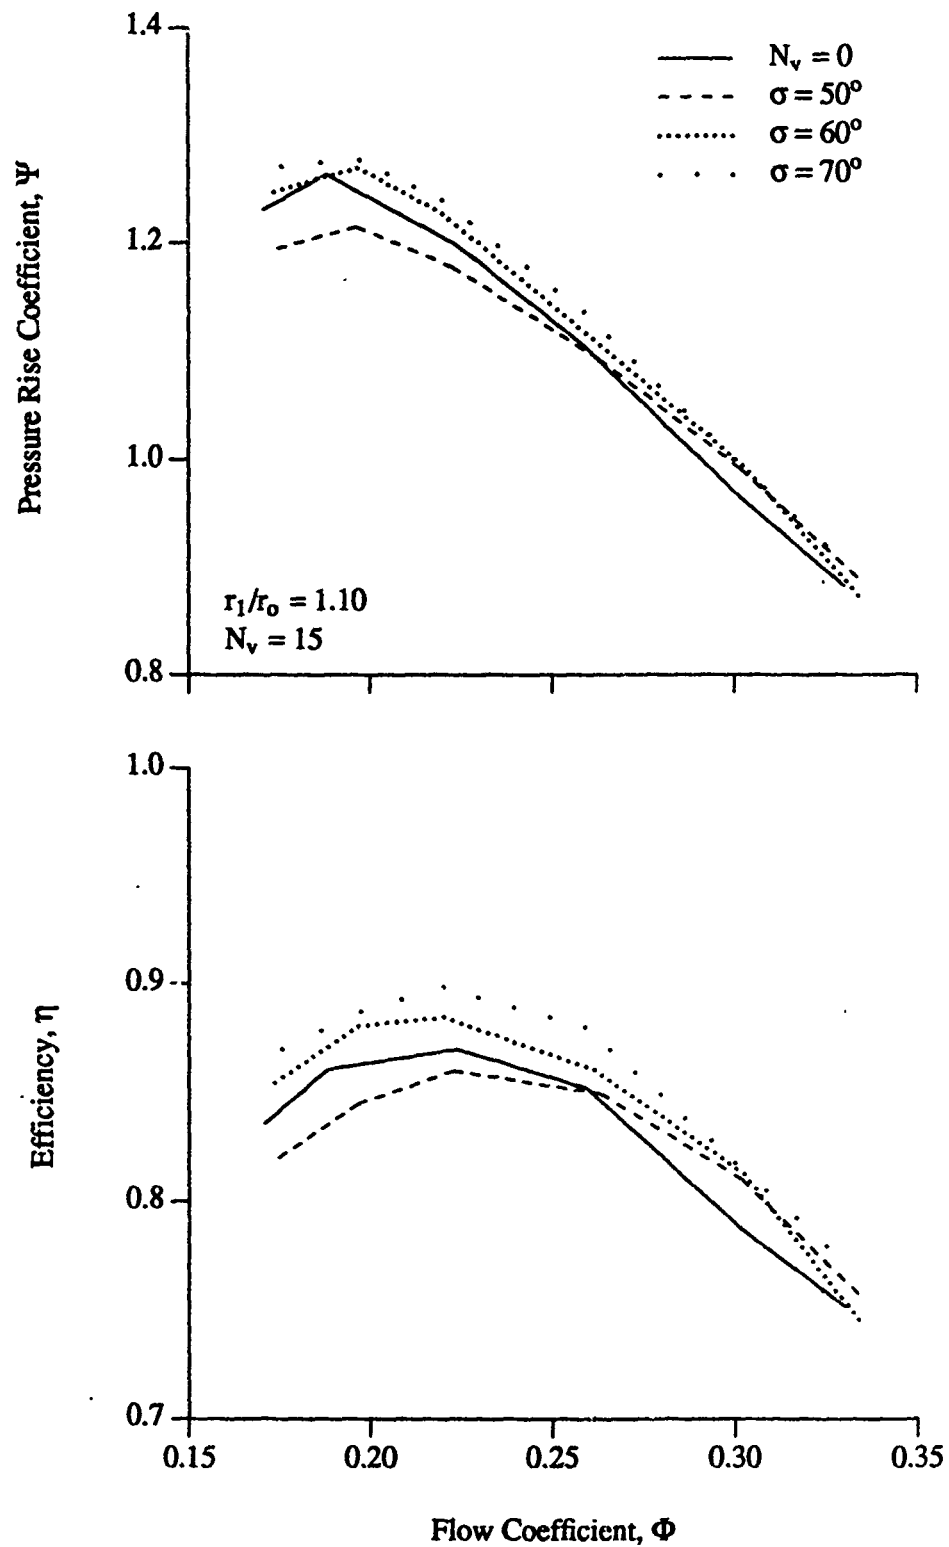 1.4
N_v = 0
σ = 50°
σ = 60°
σ = 70°
Pressure Rise Coefficient, Ψ
1.2
1.0
r₁/r₀ = 1.10
N_v = 15
0.8
1.0
0.9
Efficiency, η
0.8
0.7
0.15 0.20 0.25 0.30 0.35
Flow Coefficient, Φ